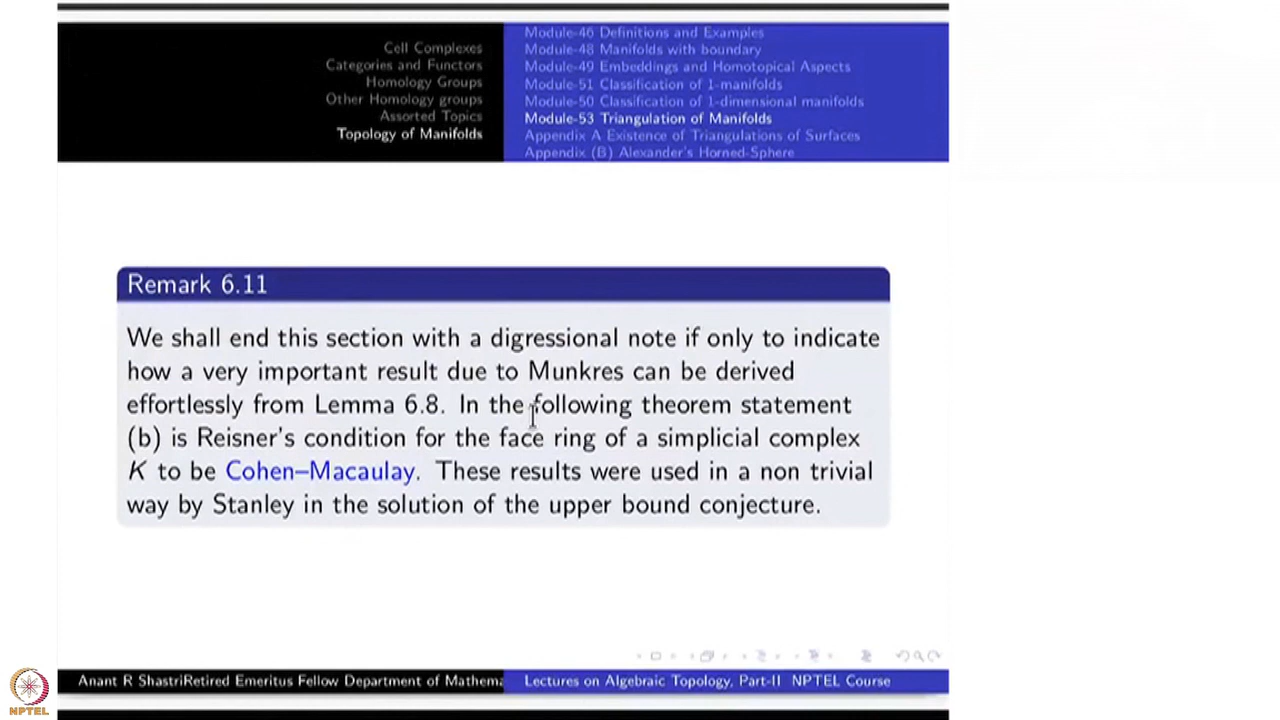 Cell Complexes
Categories and Functors
Homology Groups
Other Homology groups
Assorted Topics
Topology of Manifolds
Module-46 Definitions and Examples
Module-48 Manifolds with boundary
Module-49 Embeddings and Homotopical Aspects
Module-51 Classification of 1-manifolds
Module-50 Classification of 1-dimensional manifolds
Module-53 Triangulation of Manifolds
Appendix A Existence of Triangulations of Surfaces
Appendix (B) Alexander's Horned-Sphere
Remark 6.11
We shall end this section with a digressional note if only to indicate
how a very important result due to Munkres can be derived
effortlessly from Lemma 6.8. In the following theorem statement
(b) is Reisner's condition for the face ring of a simplicial complex
K to be Cohen–Macaulay. These results were used in a non trivial
way by Stanley in the solution of the upper bound conjecture.
Anant R ShastriRetired Emeritus Fellow Department of Mathema
Lectures on Algebraic Topology, Part-II NPTEL Course
NPTEL